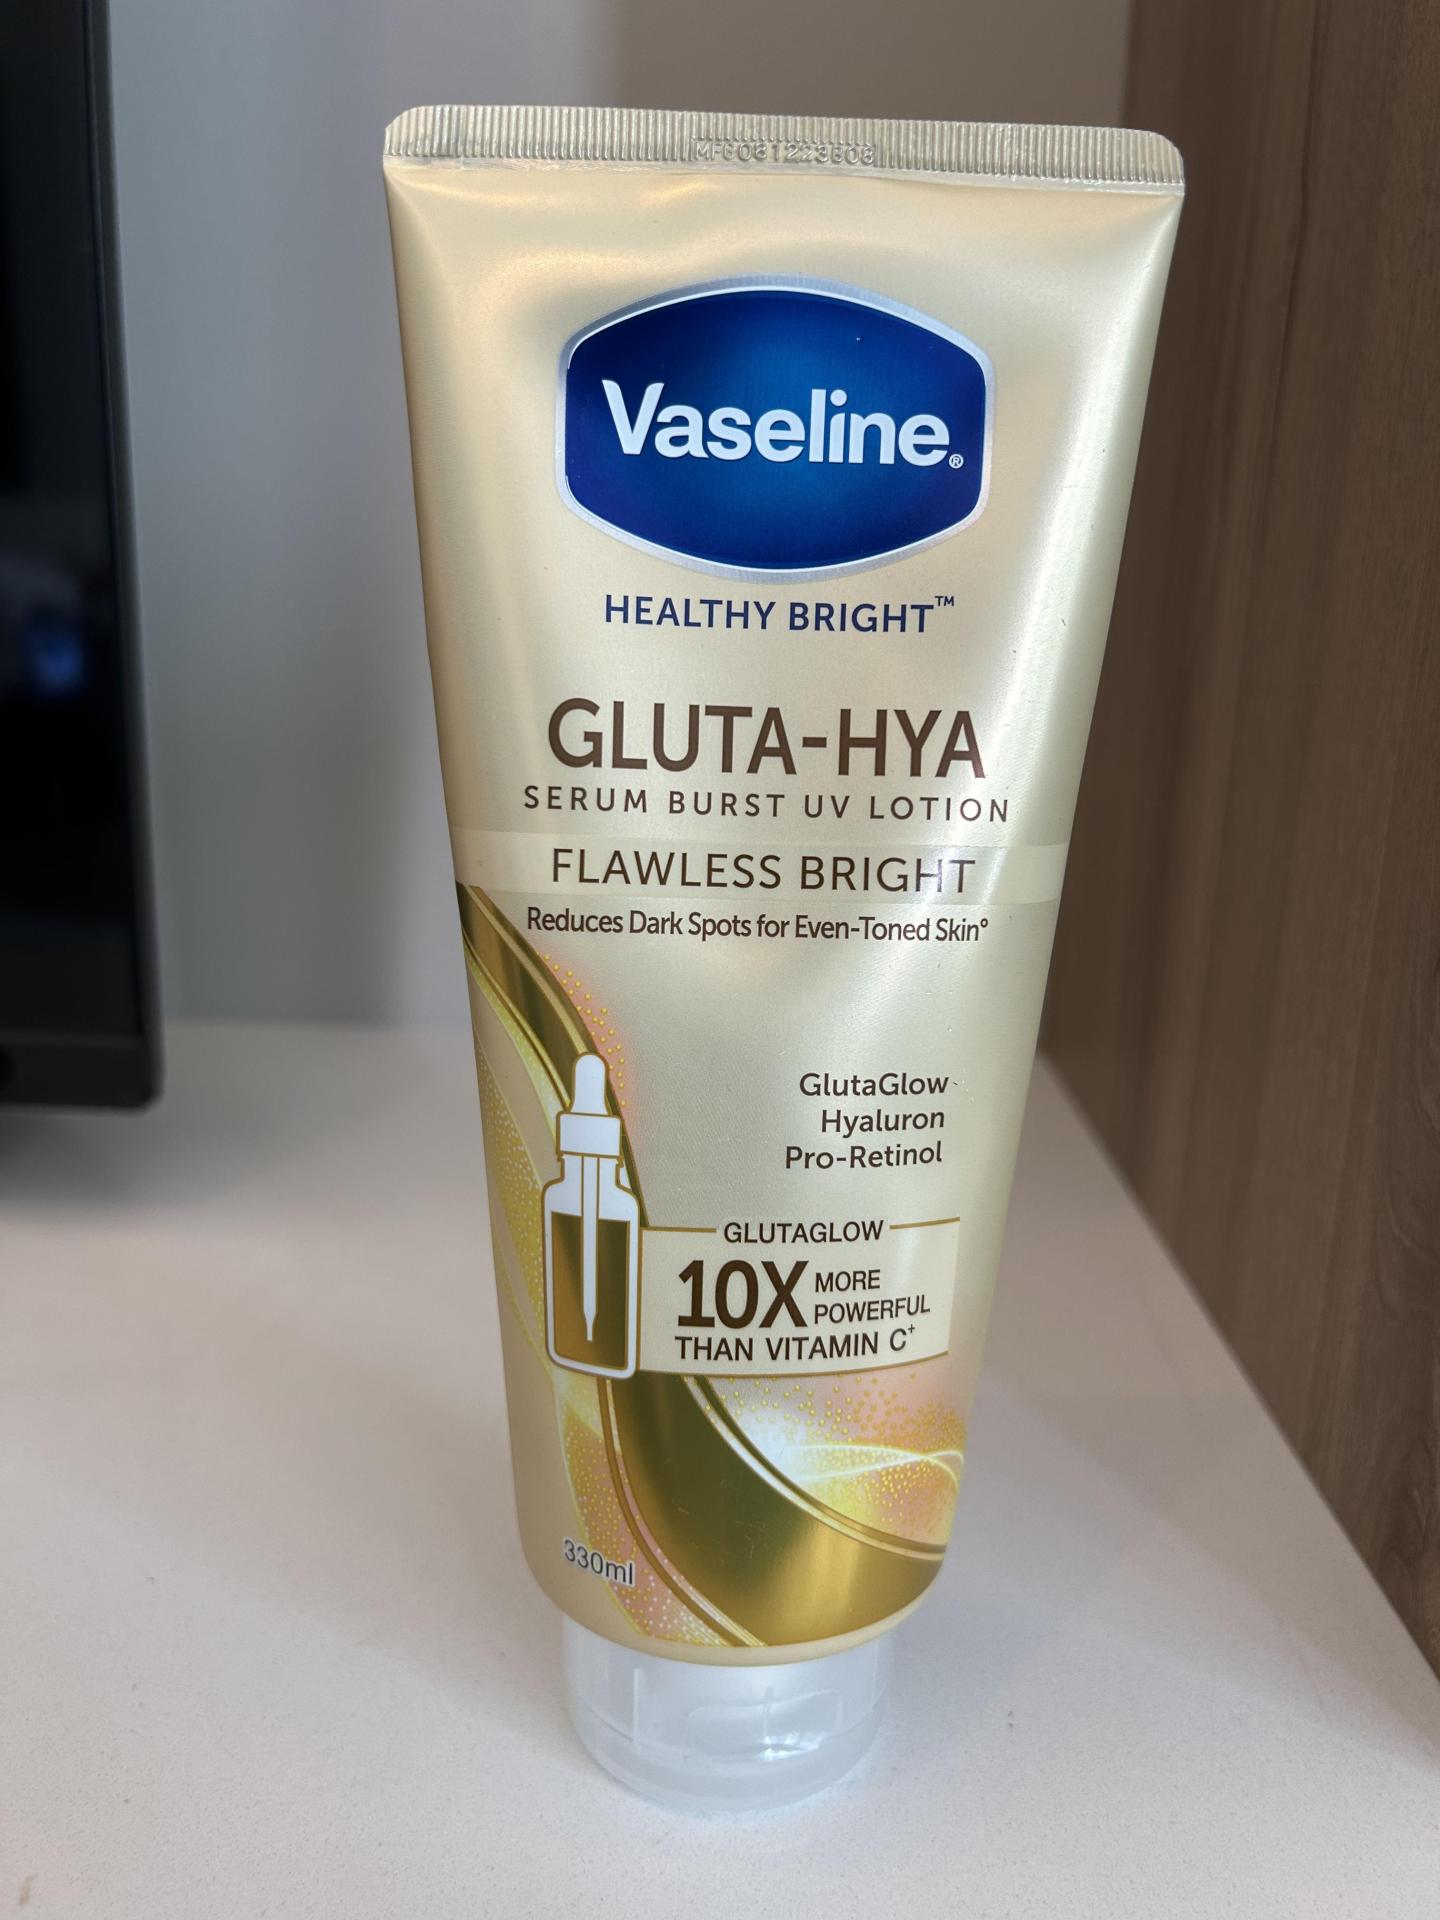 MFG081223B08
Vaseline®
HEALTHY BRIGHT™
GLUTA-HYA
SERUM BURST UV LOTION
FLAWLESS BRIGHT
Reduces Dark Spots for Even-Toned Skin°
GlutaGlow
Hyaluron
Pro-Retinol
GLUTAGLOW
10X MORE
POWERFUL
THAN VITAMIN C⁺
330ml